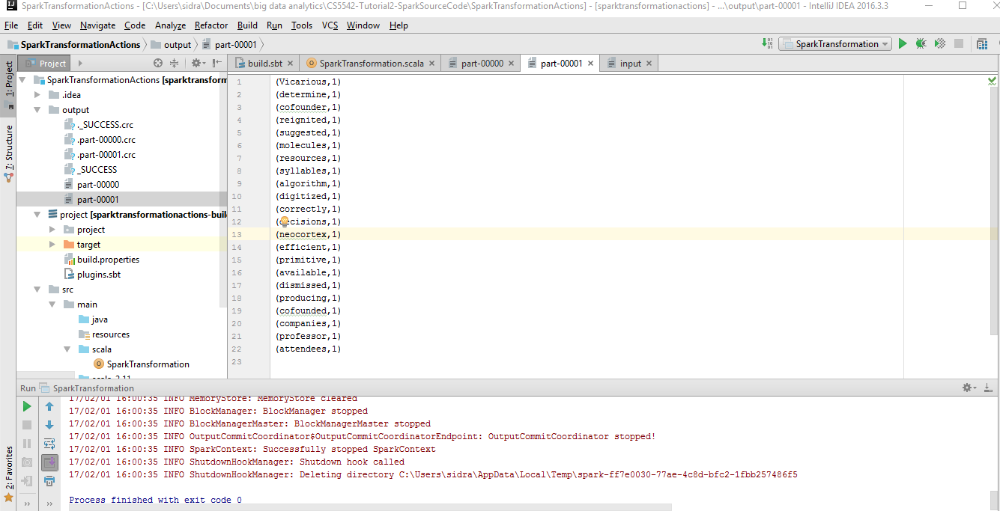 SparkTransformationActions - [C:\Users\sidra\Documents\big data analytics\CS5542-Tutorial2-SparkSourceCode\SparkTransformationActions] - [sparktransformationactions] - ...\output\part-00001 - IntelliJ IDEA 2016.3.3
File Edit View Navigate Code Analyze Refactor Build Run Tools VCS Window Help
SparkTransformationActions output part-00001 SparkTransformation
1: Project
7: Structure
2: Favorites
Project
build.sbt SparkTransformation.scala part-00000 part-00001 input
SparkTransformationActions [sparktransform
.idea
output
._SUCCESS.crc
.part-00000.crc
.part-00001.crc
_SUCCESS
part-00000
part-00001
project [sparktransformationactions-buil
project
target
build.properties
plugins.sbt
src
main
java
resources
scala
SparkTransformation
1 (Vicarious,1)
2 (determine,1)
3 (cofounder,1)
4 (reignited,1)
5 (suggested,1)
6 (molecules,1)
7 (resources,1)
8 (syllables,1)
9 (algorithm,1)
10 (digitized,1)
11 (correctly,1)
12 (decisions,1)
13 (neocortex,1)
14 (efficient,1)
15 (primitive,1)
16 (available,1)
17 (dismissed,1)
18 (producing,1)
19 (cofounded,1)
20 (companies,1)
21 (professor,1)
22 (attendees,1)
23
Run SparkTransformation
17/02/01 16:00:35 INFO MemoryStore: MemoryStore cleared
17/02/01 16:00:35 INFO BlockManager: BlockManager stopped
17/02/01 16:00:35 INFO BlockManagerMaster: BlockManagerMaster stopped
17/02/01 16:00:35 INFO OutputCommitCoordinator$OutputCommitCoordinatorEndpoint: OutputCommitCoordinator stopped!
17/02/01 16:00:35 INFO SparkContext: Successfully stopped SparkContext
17/02/01 16:00:35 INFO ShutdownHookManager: Shutdown hook called
17/02/01 16:00:35 INFO ShutdownHookManager: Deleting directory C:\Users\sidra\AppData\Local\Temp\spark-ff7e0030-77ae-4c8d-bfc2-1fbb257486f5
Process finished with exit code 0